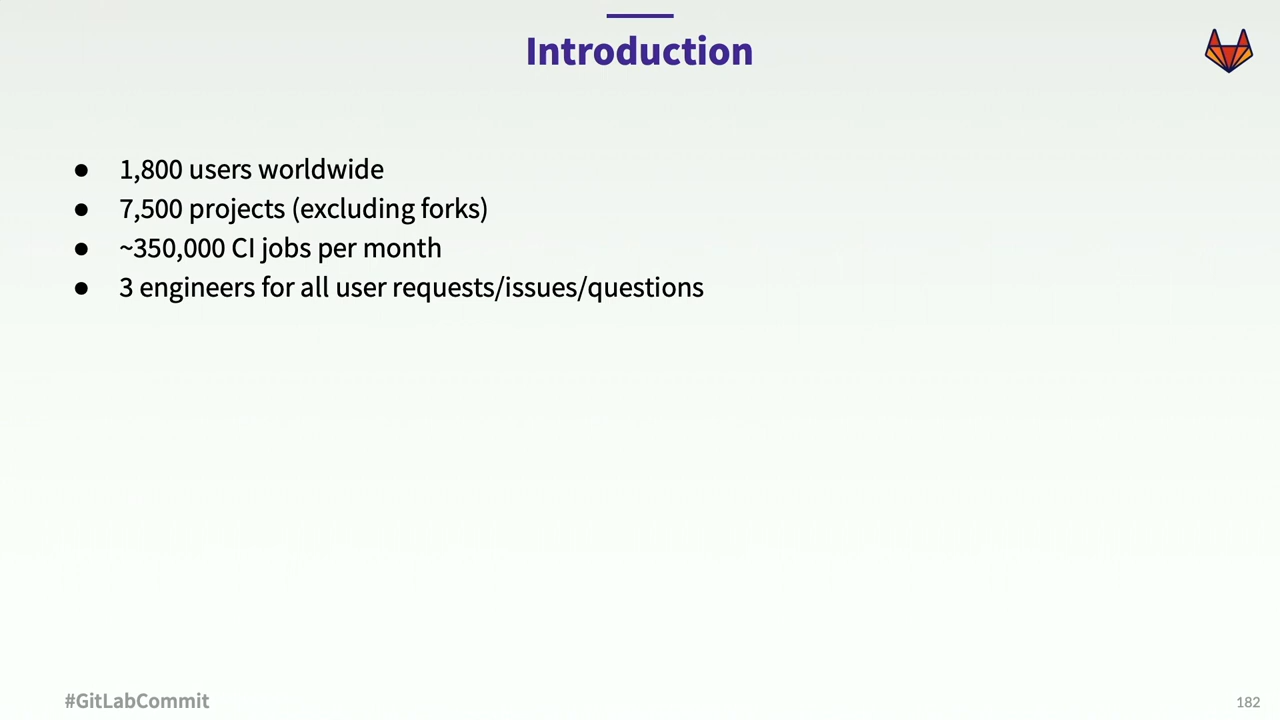 Introduction
● 1,800 users worldwide
● 7,500 projects (excluding forks)
● ~350,000 CI jobs per month
● 3 engineers for all user requests/issues/questions
#GitLabCommit
182